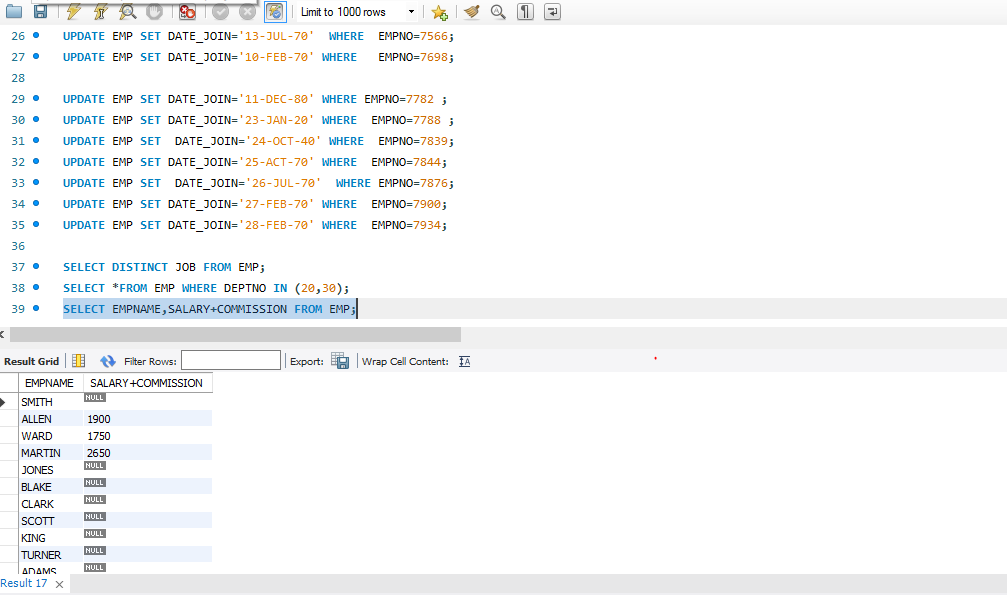 Limit to 1000 rows
26 UPDATE EMP SET DATE_JOIN='13-JUL-70'  WHERE  EMPNO=7566;
27 UPDATE EMP SET DATE_JOIN='10-FEB-70' WHERE   EMPNO=7698;
28
29 UPDATE EMP SET DATE_JOIN='11-DEC-80' WHERE EMPNO=7782 ;
30 UPDATE EMP SET DATE_JOIN='23-JAN-20' WHERE  EMPNO=7788 ;
31 UPDATE EMP SET  DATE_JOIN='24-OCT-40' WHERE  EMPNO=7839;
32 UPDATE EMP SET DATE_JOIN='25-ACT-70' WHERE  EMPNO=7844;
33 UPDATE EMP SET  DATE_JOIN='26-JUL-70'  WHERE EMPNO=7876;
34 UPDATE EMP SET DATE_JOIN='27-FEB-70' WHERE  EMPNO=7900;
35 UPDATE EMP SET DATE_JOIN='28-FEB-70' WHERE  EMPNO=7934;
36
37 SELECT DISTINCT JOB FROM EMP;
38 SELECT *FROM EMP WHERE DEPTNO IN (20,30);
39 SELECT EMPNAME,SALARY+COMMISSION FROM EMP;
Result Grid Filter Rows: Export: Wrap Cell Content:
EMPNAME SALARY+COMMISSION
SMITH NULL
ALLEN 1900
WARD 1750
MARTIN 2650
JONES NULL
BLAKE NULL
CLARK NULL
SCOTT NULL
KING NULL
TURNER NULL
ADAMS NULL
Result 17